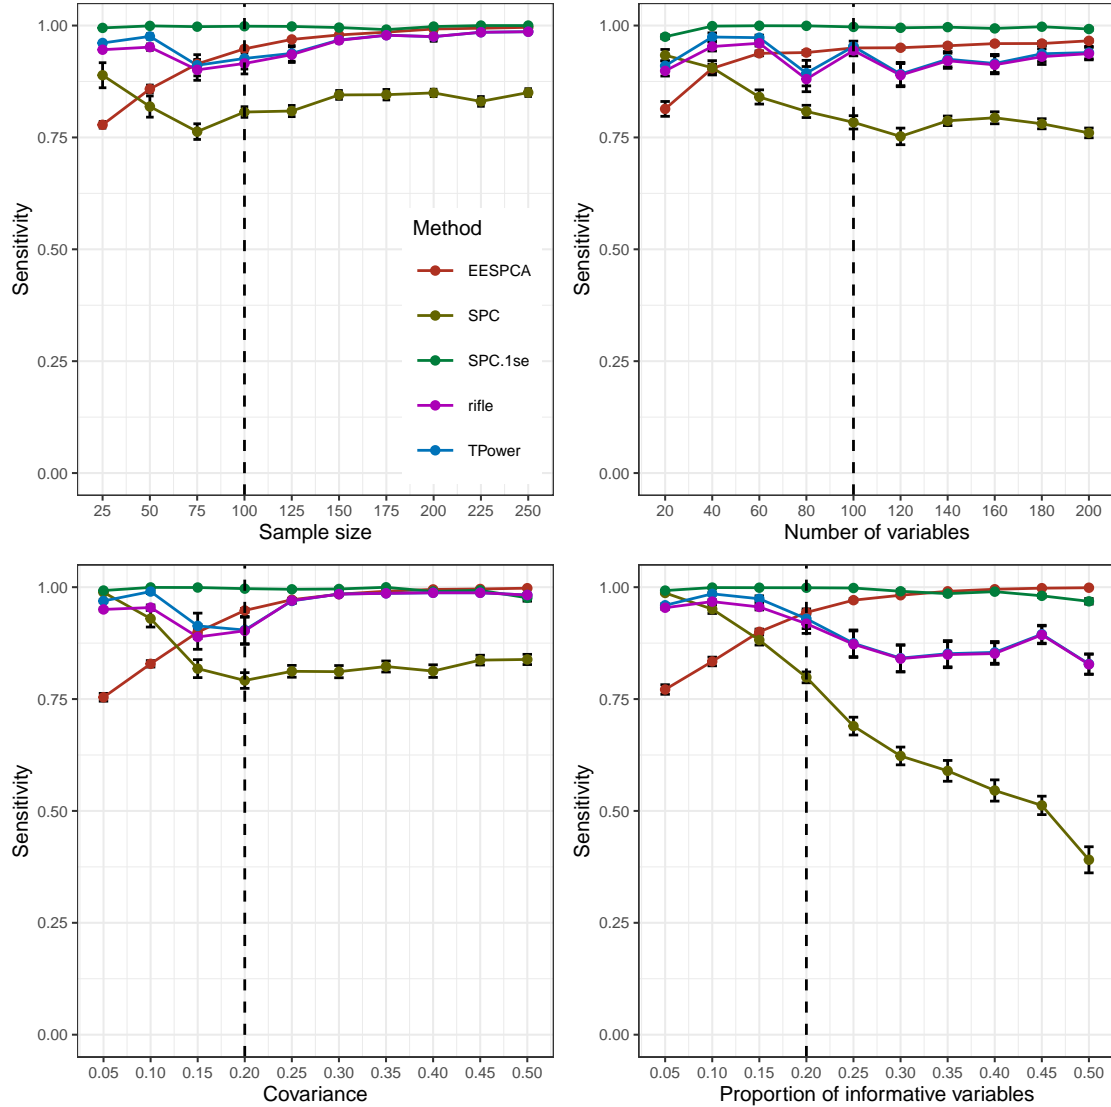 1.00
0.75
0.50
0.25
0.00
Sensitivity
Method
EESPCA
SPC
SPC.1se
rifle
TPower
25 50 75 100 125 150 175 200 225 250
Sample size
1.00
0.75
0.50
0.25
0.00
Sensitivity
20 40 60 80 100 120 140 160 180 200
Number of variables
1.00
0.75
0.50
0.25
0.00
Sensitivity
0.05 0.10 0.15 0.20 0.25 0.30 0.35 0.40 0.45 0.50
Covariance
1.00
0.75
0.50
0.25
0.00
Sensitivity
0.05 0.10 0.15 0.20 0.25 0.30 0.35 0.40 0.45 0.50
Proportion of informative variables